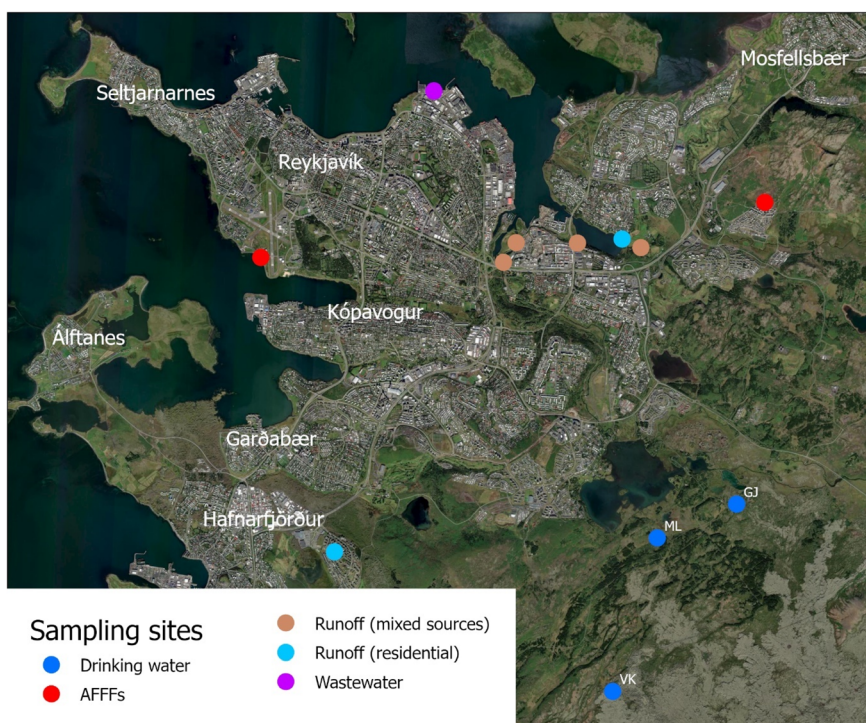 Mosfellsbær
Seltjarnarnes
Reykjavík
Kópavogur
Álftanes
Garðabær
Hafnarfjörður
GJ
ML
VK
Sampling sites
Drinking water
AFFFs
Runoff (mixed sources)
Runoff (residential)
Wastewater